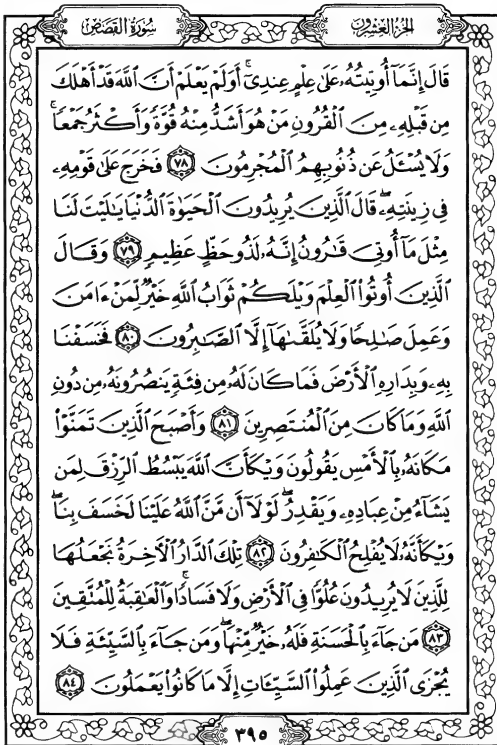 الجزء العشرون
سورة القصص
قَالَ إِنَّمَآ أُوتِيتُهُۥ عَلَىٰ عِلْمٍ عِندِىٓ ۚ أَوَلَمْ يَعْلَمْ أَنَّ ٱللَّهَ قَدْ أَهْلَكَ
مِن قَبْلِهِۦ مِنَ ٱلْقُرُونِ مَنْ هُوَ أَشَدُّ مِنْهُ قُوَّةً وَأَكْثَرُ جَمْعًا ۚ
وَلَا يُسْـَٔلُ عَن ذُنُوبِهِمُ ٱلْمُجْرِمُونَ ٧٨ فَخَرَجَ عَلَىٰ قَوْمِهِۦ
فِى زِينَتِهِۦ ۖ قَالَ ٱلَّذِينَ يُرِيدُونَ ٱلْحَيَوٰةَ ٱلدُّنْيَا يَـٰلَيْتَ لَنَا
مِثْلَ مَآ أُوتِىَ قَـٰرُونُ إِنَّهُۥ لَذُو حَظٍّ عَظِيمٍ ٧٩ وَقَالَ
ٱلَّذِينَ أُوتُوا۟ ٱلْعِلْمَ وَيْلَكُمْ ثَوَابُ ٱللَّهِ خَيْرٌ لِّمَنْ ءَامَنَ
وَعَمِلَ صَـٰلِحًا وَلَا يُلَقَّىٰهَآ إِلَّا ٱلصَّـٰبِرُونَ ٨٠ فَخَسَفْنَا
بِهِۦ وَبِدَارِهِ ٱلْأَرْضَ فَمَا كَانَ لَهُۥ مِن فِئَةٍ يَنصُرُونَهُۥ مِن دُونِ
ٱللَّهِ وَمَا كَانَ مِنَ ٱلْمُنتَصِرِينَ ٨١ وَأَصْبَحَ ٱلَّذِينَ تَمَنَّوْا۟
مَكَانَهُۥ بِٱلْأَمْسِ يَقُولُونَ وَيْكَأَنَّ ٱللَّهَ يَبْسُطُ ٱلرِّزْقَ لِمَن
يَشَآءُ مِنْ عِبَادِهِۦ وَيَقْدِرُ ۖ لَوْلَآ أَن مَّنَّ ٱللَّهُ عَلَيْنَا لَخَسَفَ بِنَا ۖ
وَيْكَأَنَّهُۥ لَا يُفْلِحُ ٱلْكَـٰفِرُونَ ٨٢ تِلْكَ ٱلدَّارُ ٱلْـَٔاخِرَةُ نَجْعَلُهَا
لِلَّذِينَ لَا يُرِيدُونَ عُلُوًّا فِى ٱلْأَرْضِ وَلَا فَسَادًا ۚ وَٱلْعَـٰقِبَةُ لِلْمُتَّقِينَ
٨٣ مَن جَآءَ بِٱلْحَسَنَةِ فَلَهُۥ خَيْرٌ مِّنْهَا ۖ وَمَن جَآءَ بِٱلسَّيِّئَةِ فَلَا
يُجْزَى ٱلَّذِينَ عَمِلُوا۟ ٱلسَّيِّـَٔاتِ إِلَّا مَا كَانُوا۟ يَعْمَلُونَ ٨٤
٣٩٥